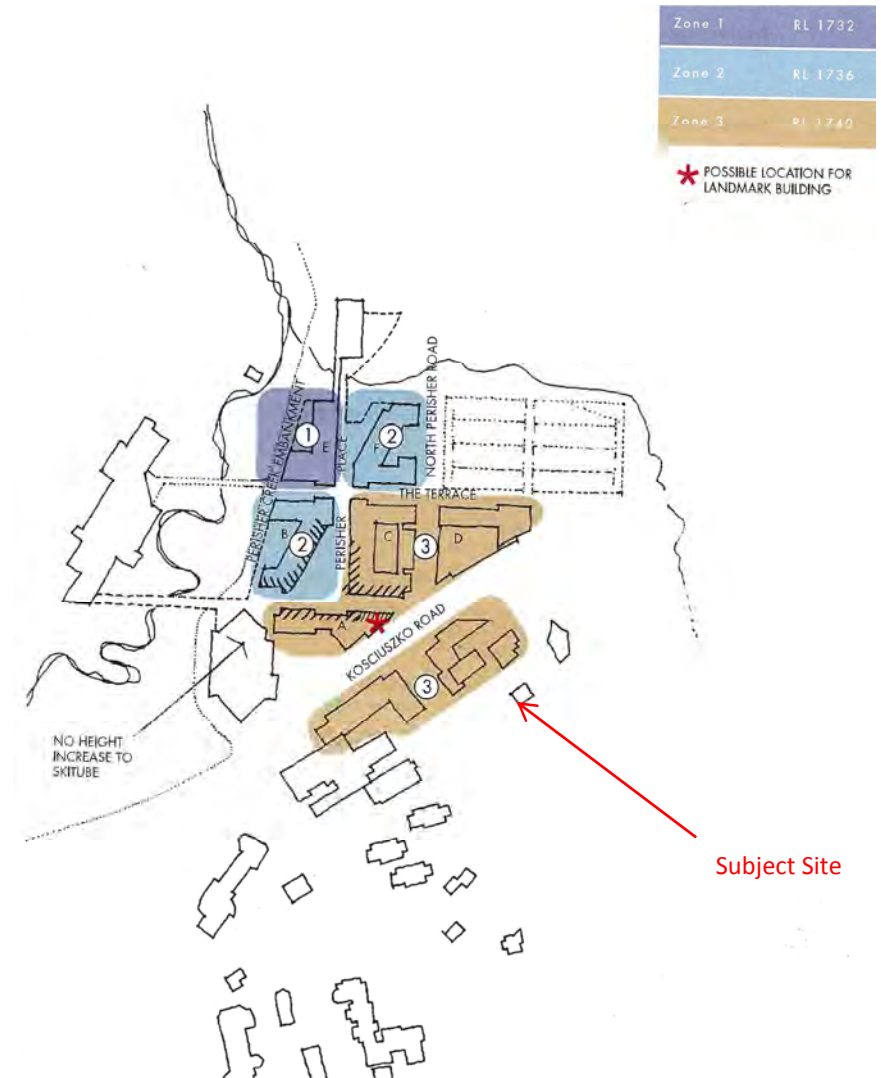 Zone 1 RL 1732
Zone 2 RL 1736
Zone 3 RL 1740
POSSIBLE LOCATION FOR
LANDMARK BUILDING
PERISHER CREEK EMBANKMENT
PLACE
NORTH PERISHER ROAD
1
E
2
F
THE TERRACE
B
2
PERISHER
C
3
D
A
KOSCIUSZKO ROAD
3
NO HEIGHT
INCREASE TO
SKITUBE
Subject Site